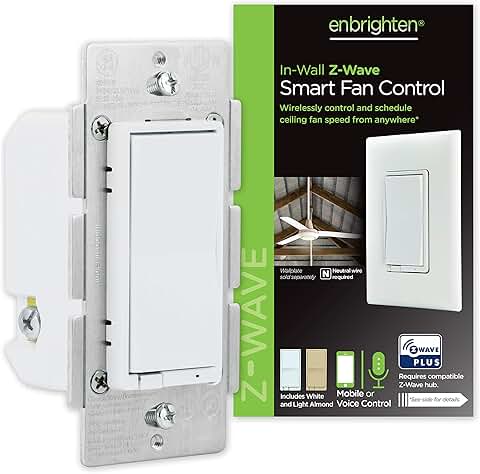 enbrighten®
In-Wall Z-Wave
Smart Fan Control
Wirelessly control and schedule
ceiling fan speed from anywhere*
Z-WAVE
Wallplate
sold separately
N Neutral wire
required
Includes White
and Light Almond
Mobile or
Voice Control
Z WAVE
PLUS
Requires compatible
Z-Wave hub.
*See side for details.